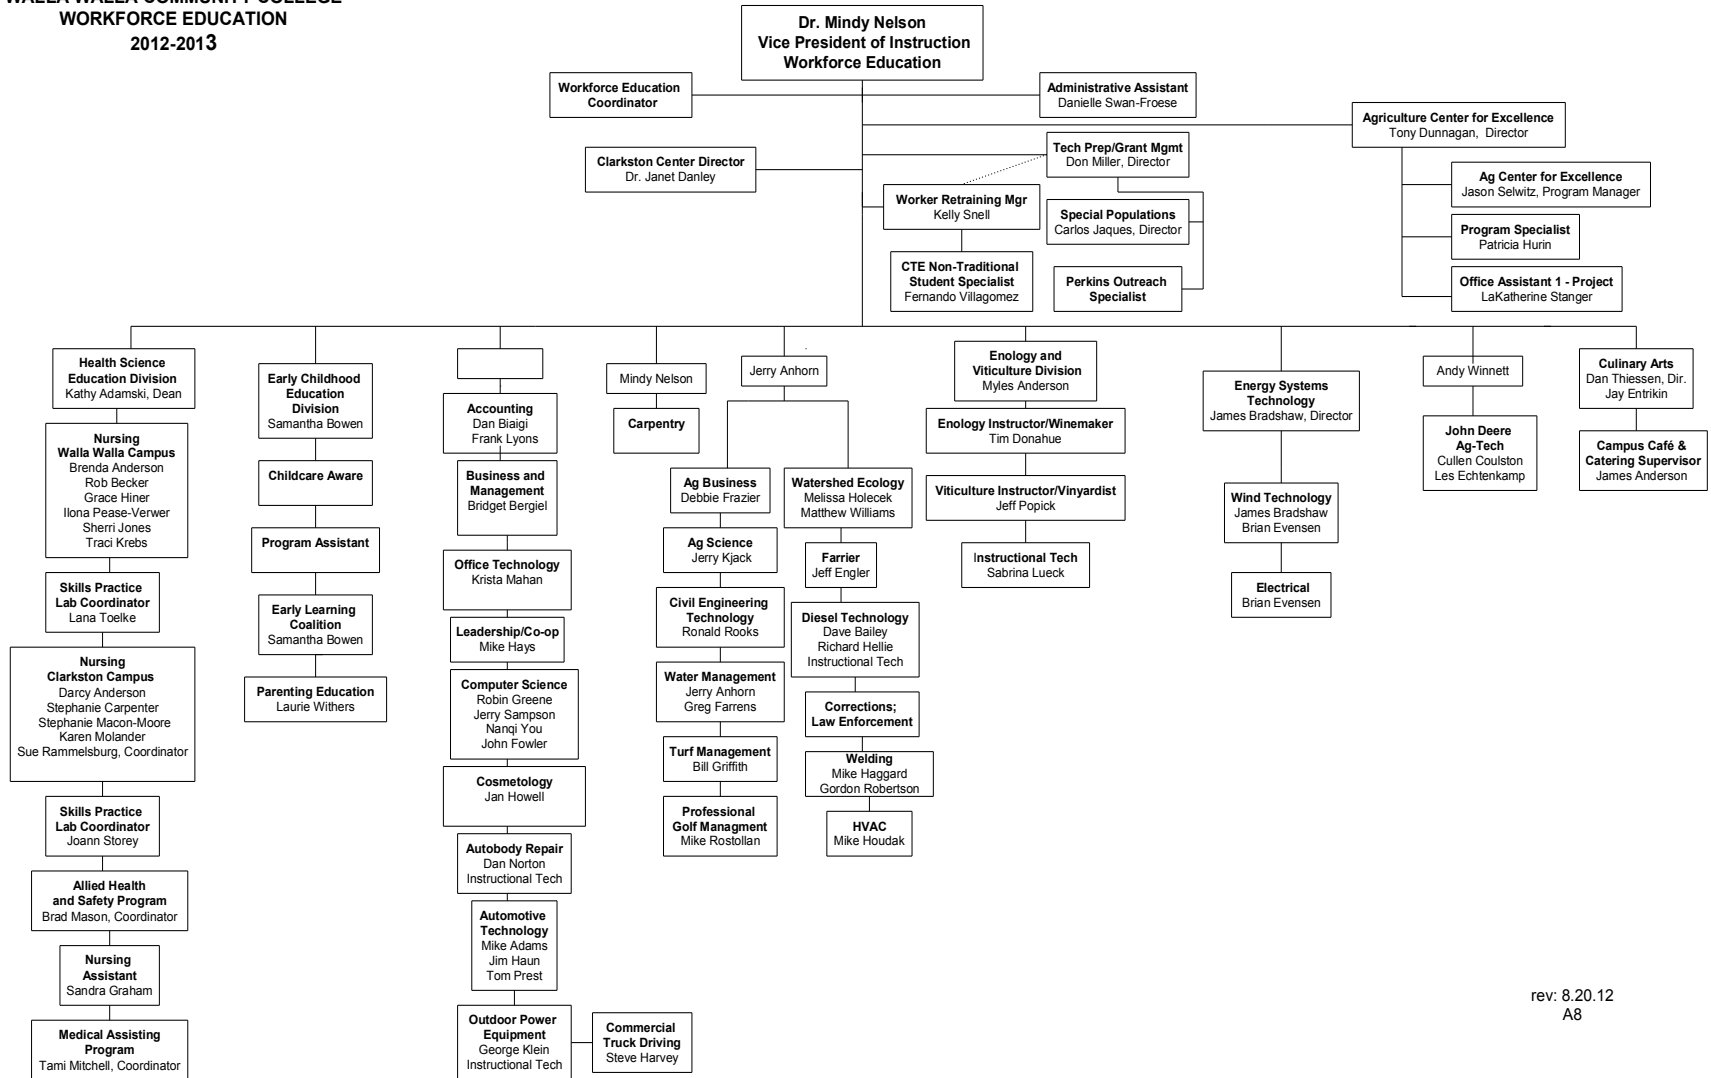 WALLA WALLA COMMUNITY COLLEGE
WORKFORCE EDUCATION
2012-2013
Dr. Mindy Nelson
Vice President of Instruction
Workforce Education
Workforce Education
Coordinator
Administrative Assistant
Danielle Swan-Froese
Agriculture Center for Excellence
Tony Dunnagan, Director
Clarkston Center Director
Dr. Janet Danley
Tech Prep/Grant Mgmt
Don Miller, Director
Ag Center for Excellence
Jason Selwitz, Program Manager
Worker Retraining Mgr
Kelly Snell
Special Populations
Carlos Jaques, Director
Program Specialist
Patricia Hurin
CTE Non-Traditional
Student Specialist
Fernando Villagomez
Perkins Outreach
Specialist
Office Assistant 1 - Project
LaKatherine Stanger
Health Science
Education Division
Kathy Adamski, Dean
Nursing
Walla Walla Campus
Brenda Anderson
Rob Becker
Grace Hiner
Ilona Pease-Verwer
Sherri Jones
Traci Krebs
Skills Practice
Lab Coordinator
Lana Toelke
Nursing
Clarkston Campus
Darcy Anderson
Stephanie Carpenter
Stephanie Macon-Moore
Karen Molander
Sue Rammelsburg, Coordinator
Skills Practice
Lab Coordinator
Joann Storey
Allied Health
and Safety Program
Brad Mason, Coordinator
Nursing
Assistant
Sandra Graham
Medical Assisting
Program
Tami Mitchell, Coordinator
Early Childhood
Education
Division
Samantha Bowen
Childcare Aware
Program Assistant
Early Learning
Coalition
Samantha Bowen
Parenting Education
Laurie Withers
Accounting
Dan Biaigi
Frank Lyons
Business and
Management
Bridget Bergiel
Office Technology
Krista Mahan
Leadership/Co-op
Mike Hays
Computer Science
Robin Greene
Jerry Sampson
Nanqi You
John Fowler
Cosmetology
Jan Howell
Autobody Repair
Dan Norton
Instructional Tech
Automotive
Technology
Mike Adams
Jim Haun
Tom Prest
Outdoor Power
Equipment
George Klein
Instructional Tech
Commercial
Truck Driving
Steve Harvey
Mindy Nelson
Carpentry
Jerry Anhorn
Ag Business
Debbie Frazier
Ag Science
Jerry Kjack
Civil Engineering
Technology
Ronald Rooks
Water Management
Jerry Anhorn
Greg Farrens
Turf Management
Bill Griffith
Professional
Golf Managment
Mike Rostollan
Watershed Ecology
Melissa Holecek
Matthew Williams
Farrier
Jeff Engler
Diesel Technology
Dave Bailey
Richard Hellie
Instructional Tech
Corrections;
Law Enforcement
Welding
Mike Haggard
Gordon Robertson
HVAC
Mike Houdak
Enology and
Viticulture Division
Myles Anderson
Enology Instructor/Winemaker
Tim Donahue
Viticulture Instructor/Vinyardist
Jeff Popick
Instructional Tech
Sabrina Lueck
Energy Systems
Technology
James Bradshaw, Director
Wind Technology
James Bradshaw
Brian Evensen
Electrical
Brian Evensen
Andy Winnett
John Deere
Ag-Tech
Cullen Coulston
Les Echtenkamp
Culinary Arts
Dan Thiessen, Dir.
Jay Entrikin
Campus Café &
Catering Supervisor
James Anderson
rev: 8.20.12
A8